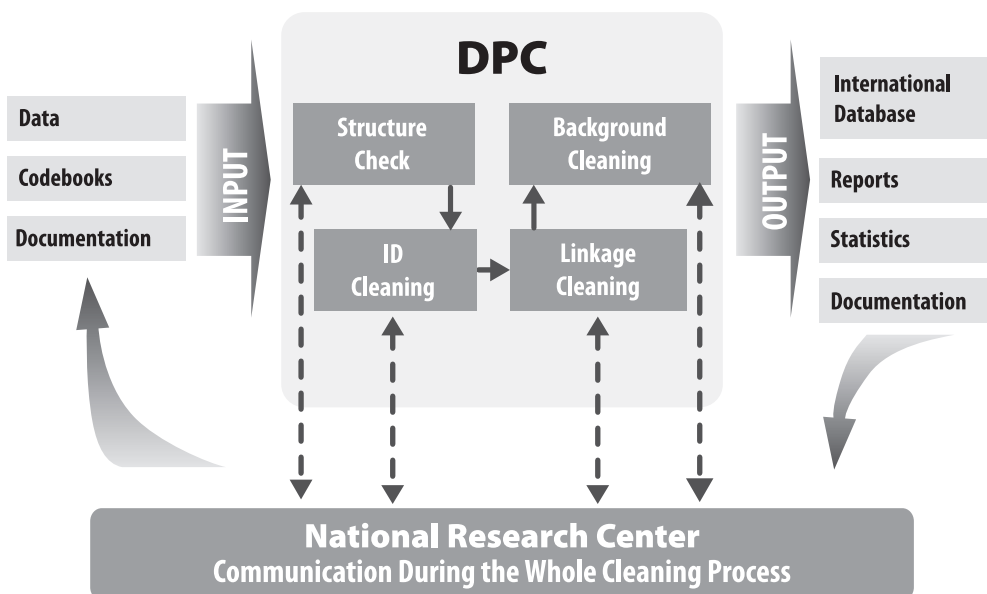 DPC
Data
Codebooks
Documentation
INPUT
Structure
Check
Background
Cleaning
ID
Cleaning
Linkage
Cleaning
OUTPUT
International
Database
Reports
Statistics
Documentation
National Research Center
Communication During the Whole Cleaning Process